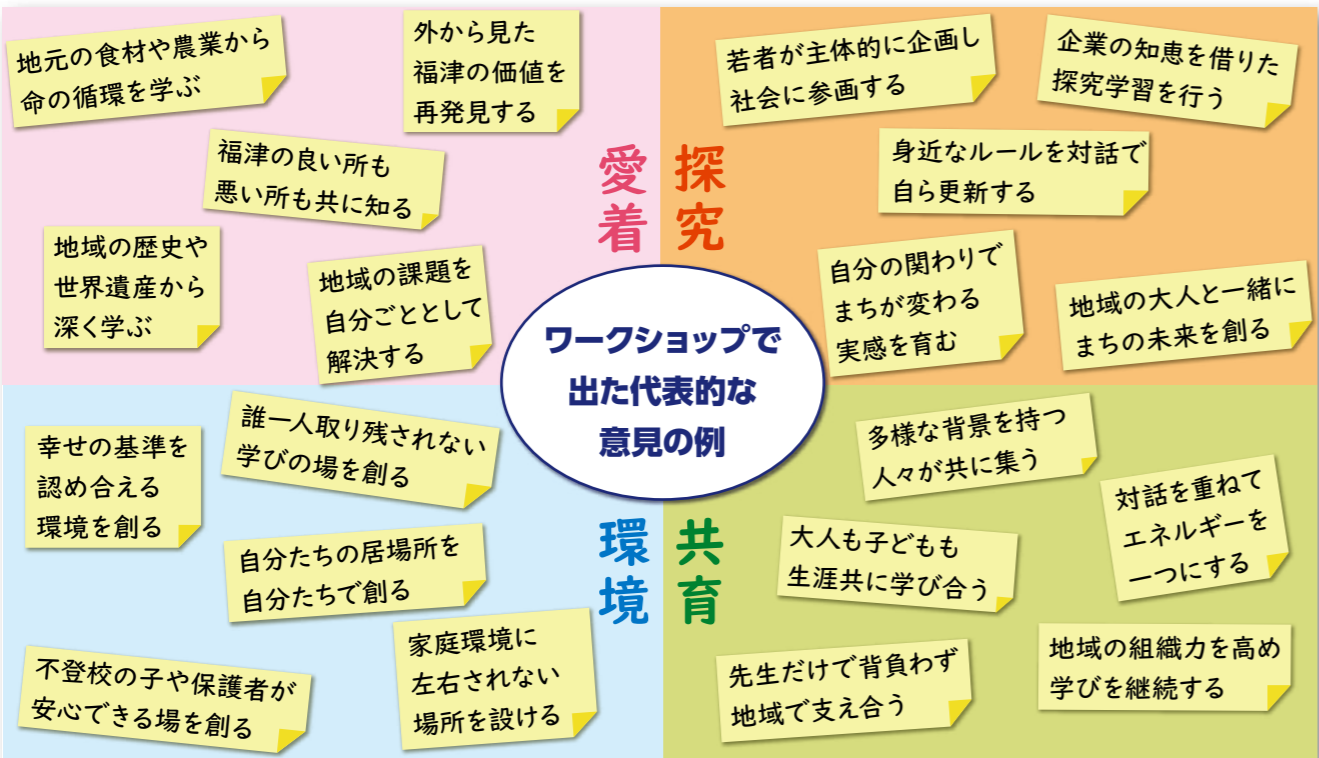 地元の食材や農業から
命の循環を学ぶ
外から見た
福津の価値を
再発見する
福津の良い所も
悪い所も共に知る
地域の歴史や
世界遺産から
深く学ぶ
地域の課題を
自分ごととして
解決する
愛着
探究
若者が主体的に企画し
社会に参画する
企業の知恵を借りた
探究学習を行う
身近なルールを対話で
自ら更新する
自分の関わりで
まちが変わる
実感を育む
地域の大人と一緒に
まちの未来を創る
ワークショップで
出た代表的な
意見の例
幸せの基準を
認め合える
環境を創る
誰一人取り残されない
学びの場を創る
自分たちの居場所を
自分たちで創る
不登校の子や保護者が
安心できる場を創る
家庭環境に
左右されない
場所を設ける
環境
共育
多様な背景を持つ
人々が共に集う
対話を重ねて
エネルギーを
一つにする
大人も子どもも
生涯共に学び合う
先生だけで背負わず
地域で支え合う
地域の組織力を高め
学びを継続する